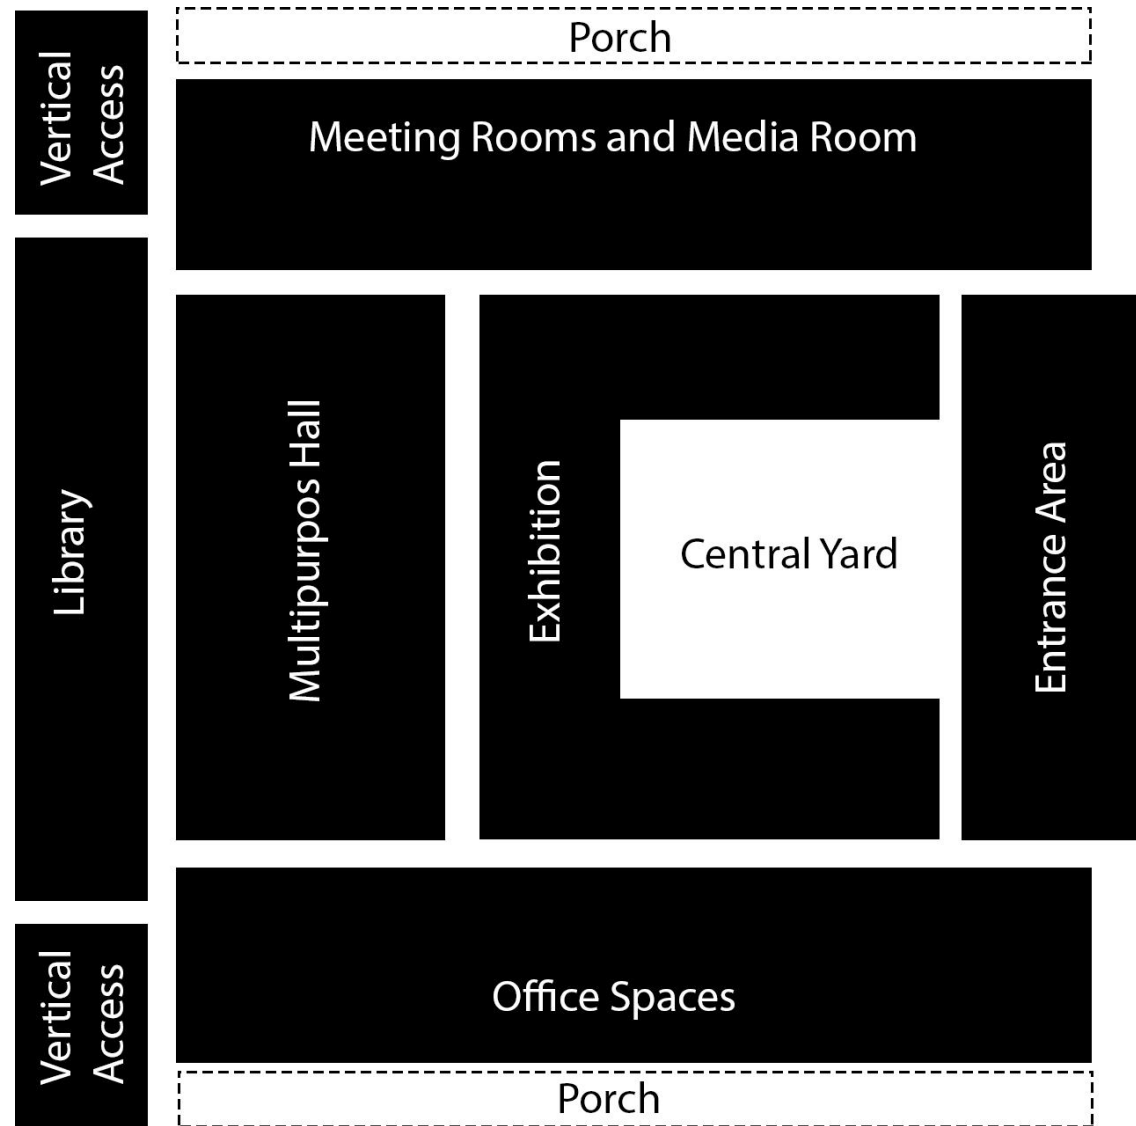 Porch
Vertical
Access
Meeting Rooms and Media Room
Library
Multipurpos Hall
Exhibition
Central Yard
Entrance Area
Vertical
Access
Office Spaces
Porch